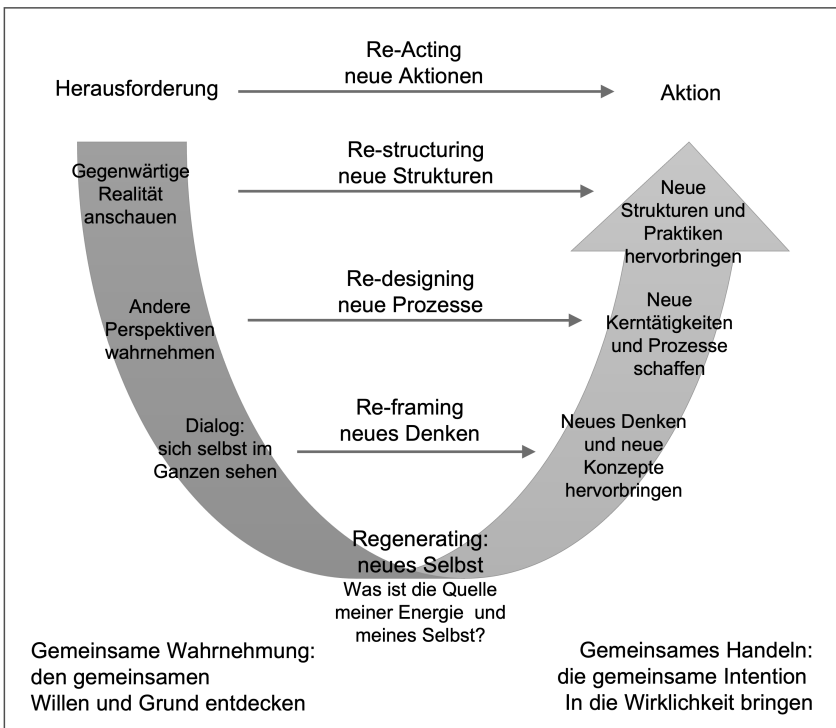 Re-Acting
neue Aktionen
Herausforderung
Aktion
Re-structuring
neue Strukturen
Gegenwärtige
Realität
anschauen
Neue
Strukturen und
Praktiken
hervorbringen
Re-designing
neue Prozesse
Andere
Perspektiven
wahrnehmen
Neue
Kerntätigkeiten
und Prozesse
schaffen
Re-framing
neues Denken
Dialog:
sich selbst im
Ganzen sehen
Neues Denken
und neue
Konzepte
hervorbringen
Regenerating:
neues Selbst
Was ist die Quelle
meiner Energie und
meines Selbst?
Gemeinsame Wahrnehmung:
den gemeinsamen
Willen und Grund entdecken
Gemeinsames Handeln:
die gemeinsame Intention
In die Wirklichkeit bringen